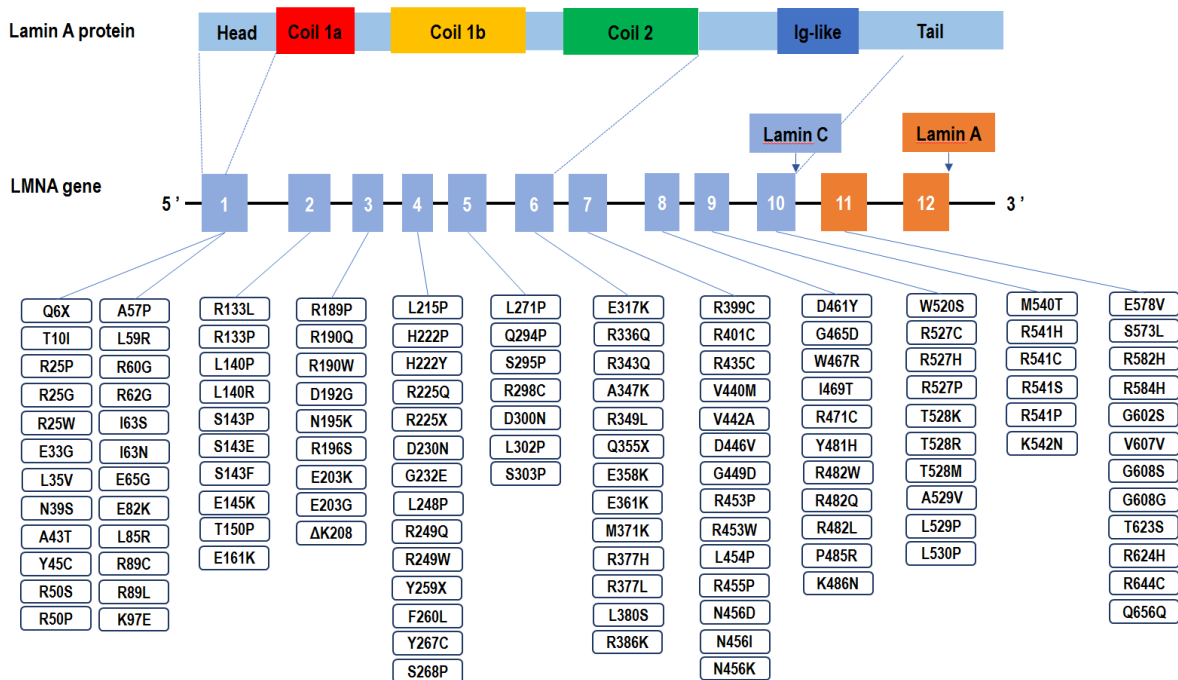 Lamin A protein
Head
Coil 1a
Coil 1b
Coil 2
Ig-like
Tail
Lamin C
Lamin A
LMNA gene
5 ’
1
2
3
4
5
6
7
8
9
10
11
12
3 ’
Q6X
T10I
R25P
R25G
R25W
E33G
L35V
N39S
A43T
Y45C
R50S
R50P
A57P
L59R
R60G
R62G
I63S
I63N
E65G
E82K
L85R
R89C
R89L
K97E
R133L
R133P
L140P
L140R
S143P
S143E
S143F
E145K
T150P
E161K
R189P
R190Q
R190W
D192G
N195K
R196S
E203K
E203G
ΔK208
L215P
H222P
H222Y
R225Q
R225X
D230N
G232E
L248P
R249Q
R249W
Y259X
F260L
Y267C
S268P
L271P
Q294P
S295P
R298C
D300N
L302P
S303P
E317K
R336Q
R343Q
A347K
R349L
Q355X
E358K
E361K
M371K
R377H
R377L
L380S
R386K
R399C
R401C
R435C
V440M
V442A
D446V
G449D
R453P
R453W
L454P
R455P
N456D
N456I
N456K
D461Y
G465D
W467R
I469T
R471C
Y481H
R482W
R482Q
R482L
P485R
K486N
W520S
R527C
R527H
R527P
T528K
T528R
T528M
A529V
L529P
L530P
M540T
R541H
R541C
R541S
R541P
K542N
E578V
S573L
R582H
R584H
G602S
V607V
G608S
G608G
T623S
R624H
R644C
Q656Q